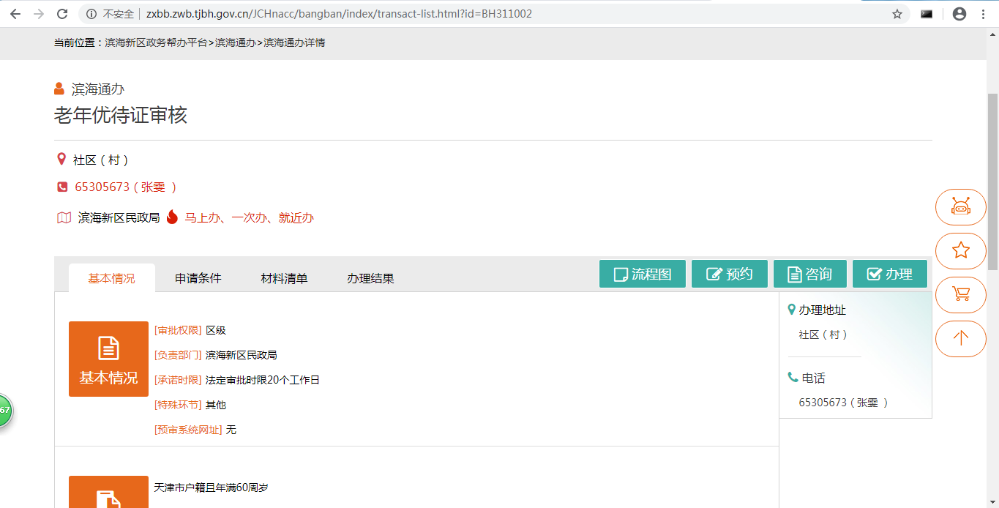 不安全 zxbb.zwb.tjbh.gov.cn/JCHnacc/bangban/index/transact-list.html?id=BH311002
当前位置：滨海新区政务帮办平台>滨海通办>滨海通办详情
滨海通办
老年优待证审核
社区（村）
65305673（张雯 ）
滨海新区民政局 马上办、一次办、就近办
基本情况 申请条件 材料清单 办理结果 流程图 预约 咨询 办理
基本情况
[审批权限] 区级
[负责部门] 滨海新区民政局
[承诺时限] 法定审批时限20个工作日
[特殊环节] 其他
[预审系统网址] 无
办理地址
社区（村）
电话
65305673（张雯 ）
67
天津市户籍且年满60周岁